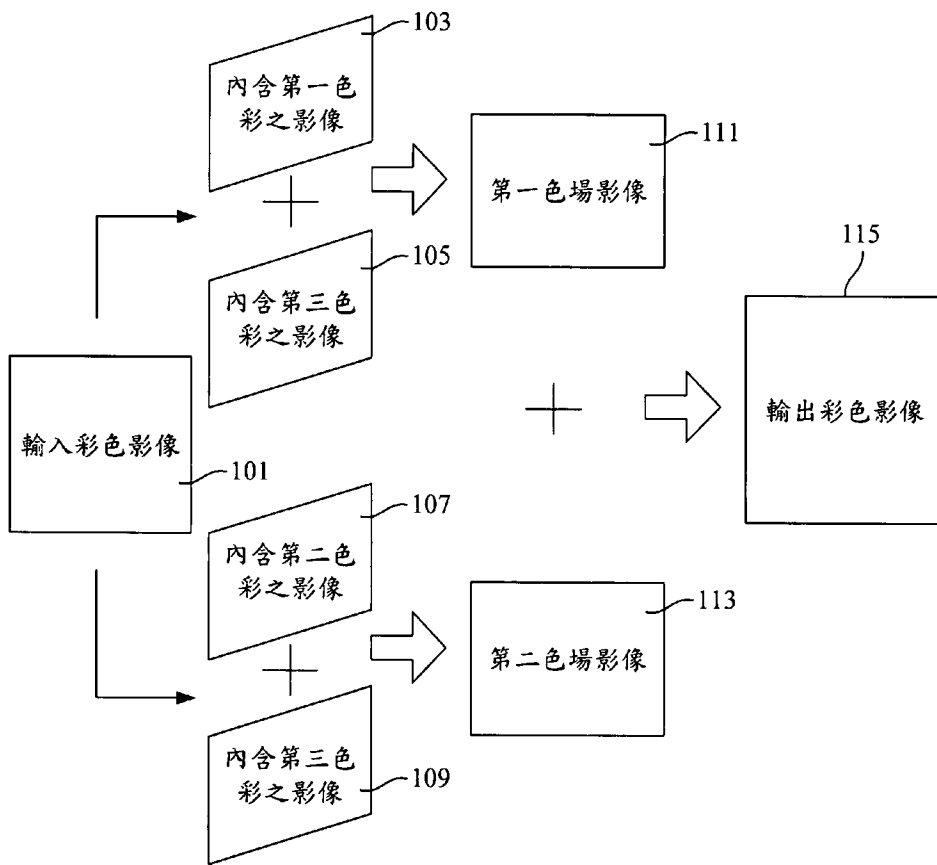 103
內含第一色
彩之影像
111
第一色場影像
105
內含第三色
彩之影像
115
輸入彩色影像
101
輸出彩色影像
107
內含第二色
彩之影像
113
第二色場影像
內含第三色
彩之影像
109